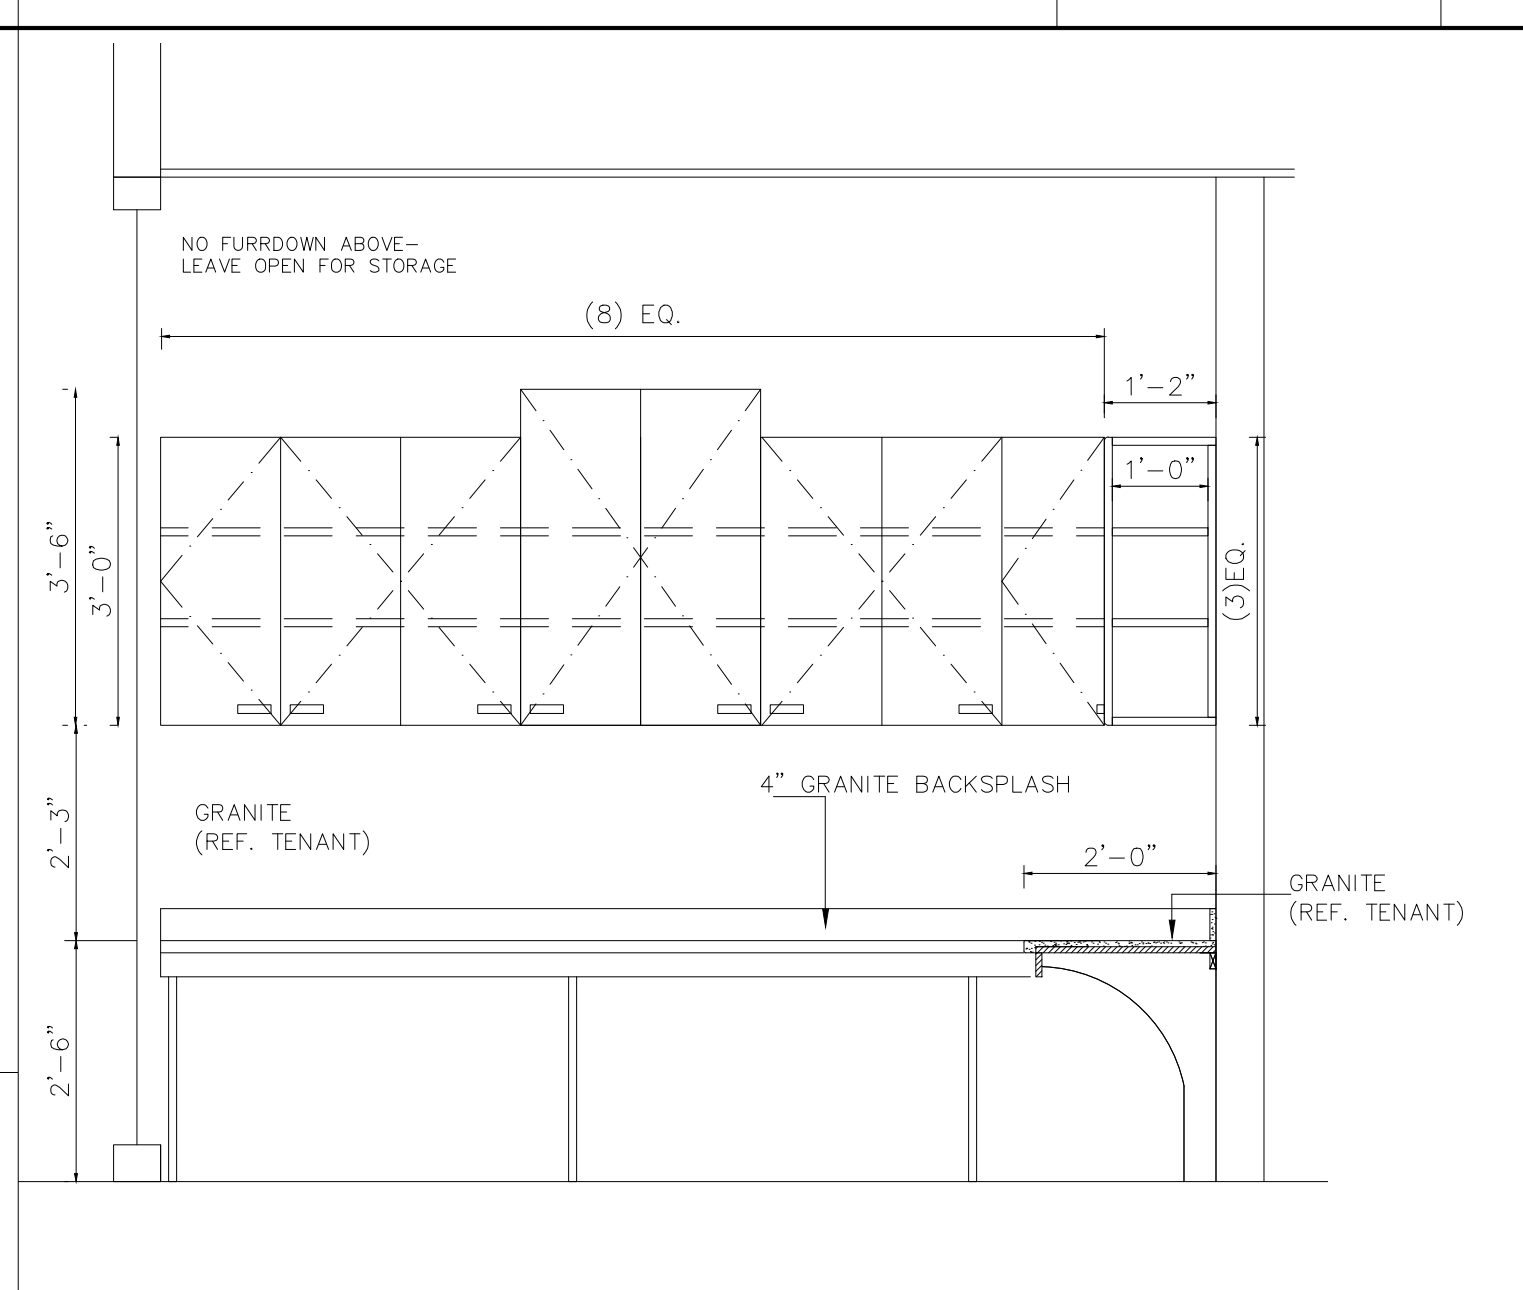 NO FURRDOWN ABOVE–
LEAVE OPEN FOR STORAGE
(8) EQ.
1'–2"
1'–0"
3'–6"
3'–0"
(3)EQ.
4" GRANITE BACKSPLASH
GRANITE
(REF. TENANT)
2'–3"
2'–0"
GRANITE
(REF. TENANT)
2'–6"